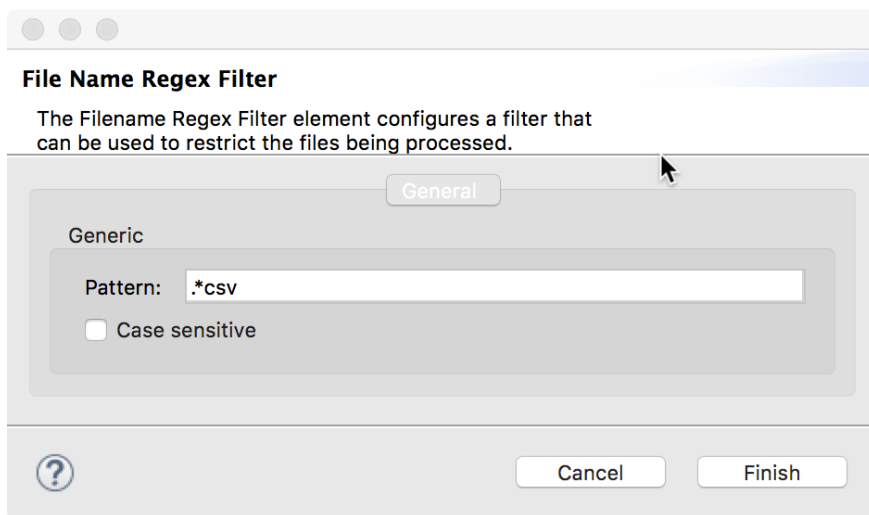 File Name Regex Filter
The Filename Regex Filter element configures a filter that
can be used to restrict the files being processed.
General
Generic
Pattern: .*csv
Case sensitive
? Cancel Finish